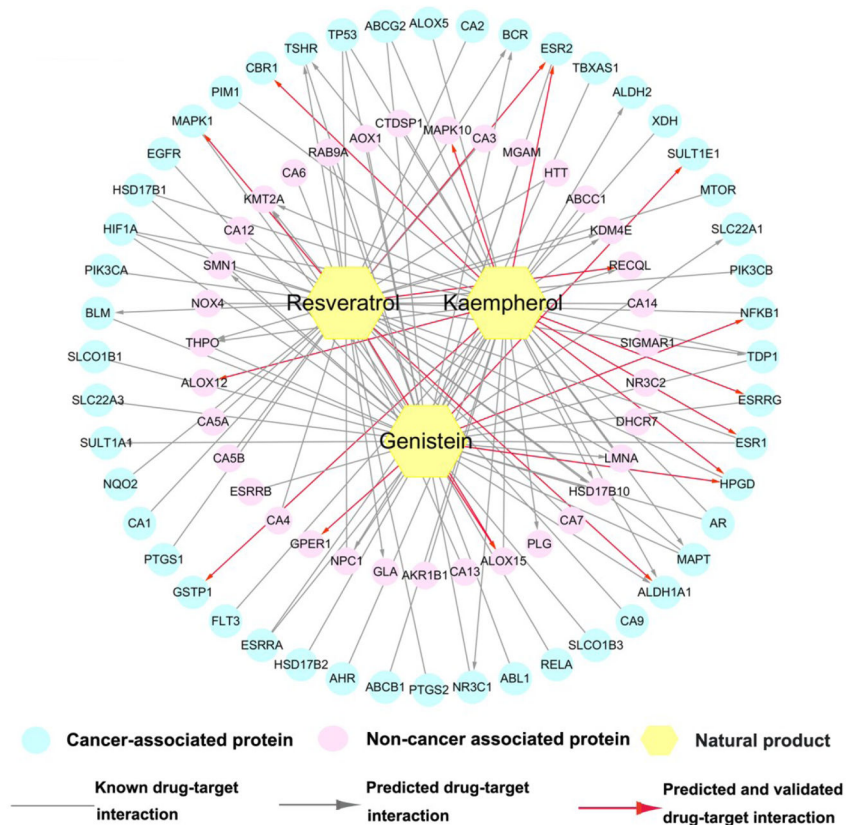 ABCG2 ALOX5 CA2
TP53 BCR
TSHR ESR2
CBR1 TBXAS1
PIM1 ALDH2
MAPK1 CTDSP1 MAPK10 CA3 XDH
EGFR RAB9A AOX1 MGAM SULT1E1
CA6 HTT
HSD17B1 KMT2A ABCC1 MTOR
HIF1A CA12 KDM4E SLC22A1
PIK3CA SMN1 RECQL PIK3CB
BLM NOX4 Resveratrol Kaempherol CA14 NFKB1
SLCO1B1 THPO SIGMAR1 TDP1
SLC22A3 ALOX12 NR3C2 ESRRG
CA5A DHCR7
SULT1A1 Genistein ESR1
CA5B LMNA
NQO2 ESRRB HSD17B10 HPGD
CA1 CA4 CA7 AR
GPER1 PLG
PTGS1 NPC1 ALOX15 MAPT
GLA AKR1B1 CA13
GSTP1 ALDH1A1
FLT3 CA9
ESRRA SLCO1B3
HSD17B2 RELA
AHR ABL1
ABCB1 PTGS2 NR3C1
Cancer-associated protein
Non-cancer associated protein
Natural product
Known drug-target
interaction
Predicted drug-target
interaction
Predicted and validated
drug-target interaction